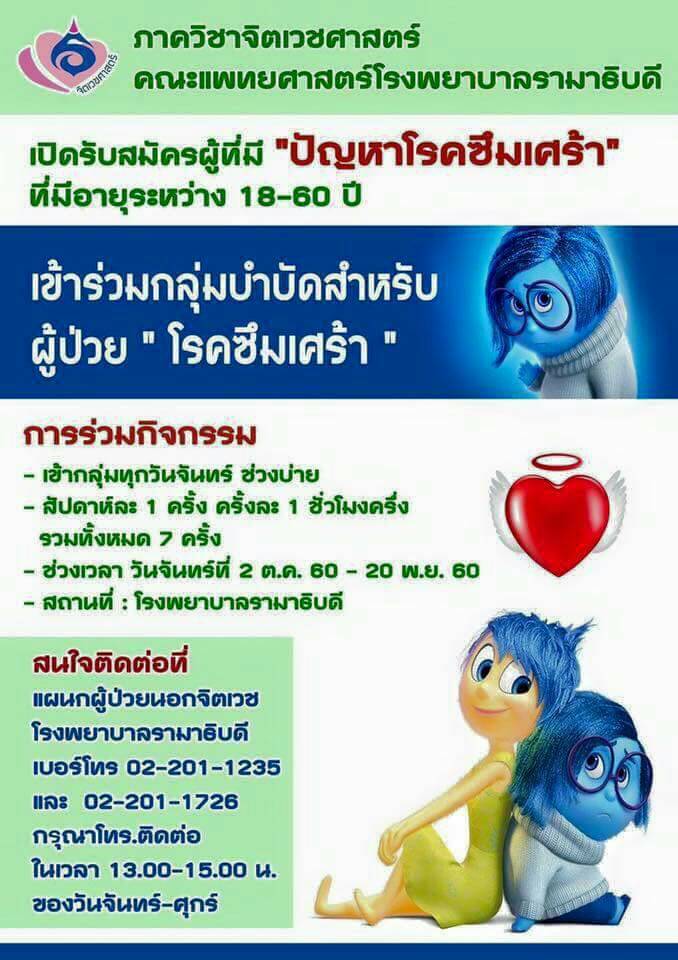 จิตเวชศาสตร์
ภาควิชาจิตเวชศาสตร์
คณะแพทยศาสตร์โรงพยาบาลรามาธิบดี
เปิดรับสมัครผู้ที่มี "ปัญหาโรคซึมเศร้า"
ที่มีอายุระหว่าง 18-60 ปี
เข้าร่วมกลุ่มบำบัดสำหรับ
ผู้ป่วย " โรคซึมเศร้า "
การร่วมกิจกรรม
- เข้ากลุ่มทุกวันจันทร์ ช่วงบ่าย
- สัปดาห์ละ 1 ครั้ง ครั้งละ 1 ชั่วโมงครึ่ง
รวมทั้งหมด 7 ครั้ง
- ช่วงเวลา วันจันทร์ที่ 2 ต.ค. 60 - 20 พ.ย. 60
- สถานที่ : โรงพยาบาลรามาธิบดี
สนใจติดต่อที่
แผนกผู้ป่วยนอกจิตเวช
โรงพยาบาลรามาธิบดี
เบอร์โทร 02-201-1235
และ 02-201-1726
กรุณาโทร.ติดต่อ
ในเวลา 13.00-15.00 น.
ของวันจันทร์-ศุกร์